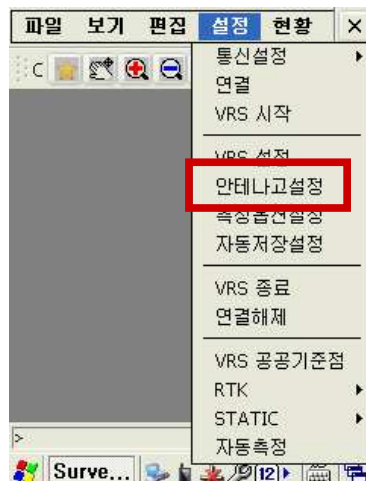 파일 보기 편집 설정 현황 ×
C
통신설정
연결
VRS 시작
VRS 설정
안테나고설정
측정옵션설정
자동저장설정
VRS 종료
연결해제
VRS 공공기준점
RTK
STATIC
자동측정
>
Surve... 12